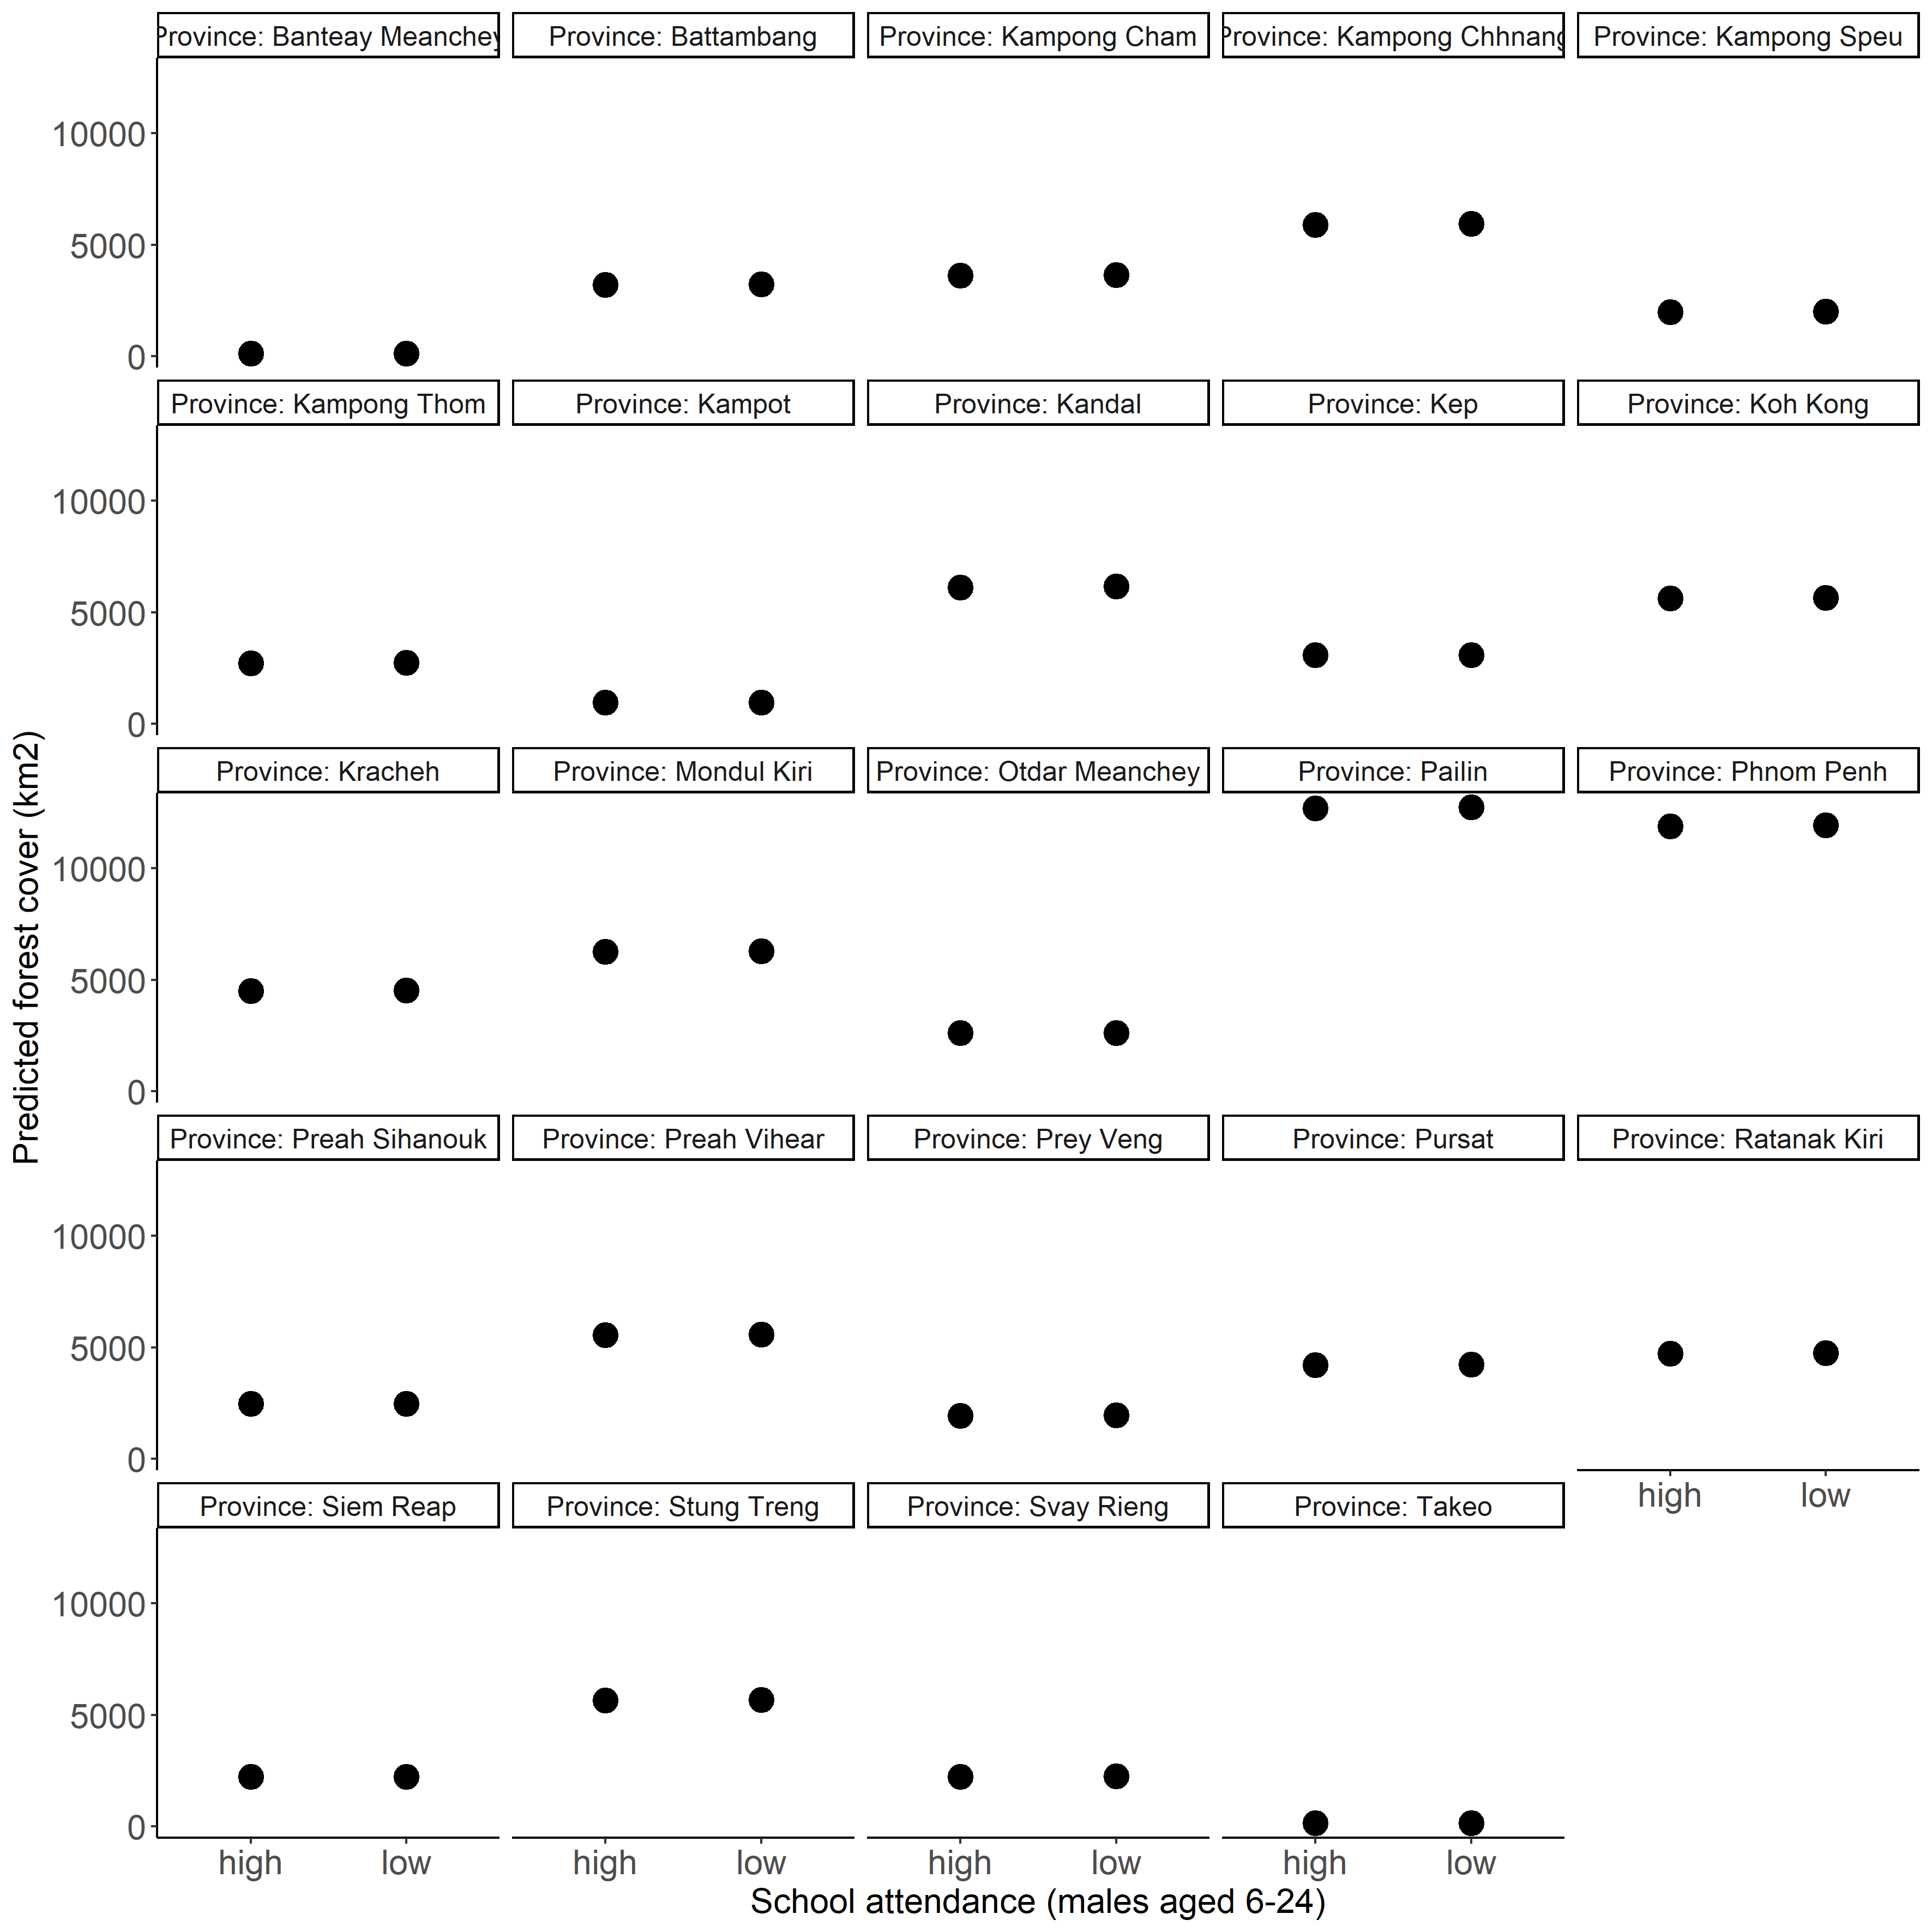 Province: Banteay Meanchey
Province: Battambang
Province: Kampong Cham
Province: Kampong Chhnang
Province: Kampong Speu
10000
5000
0
Province: Kampong Thom
Province: Kampot
Province: Kandal
Province: Kep
Province: Koh Kong
10000
5000
0
Predicted forest cover (km2)
Province: Kracheh
Province: Mondul Kiri
Province: Otdar Meanchey
Province: Pailin
Province: Phnom Penh
10000
5000
0
Province: Preah Sihanouk
Province: Preah Vihear
Province: Prey Veng
Province: Pursat
Province: Ratanak Kiri
10000
5000
0
high low
Province: Siem Reap
Province: Stung Treng
Province: Svay Rieng
Province: Takeo
10000
5000
0
high low
high low
high low
high low
School attendance (males aged 6-24)